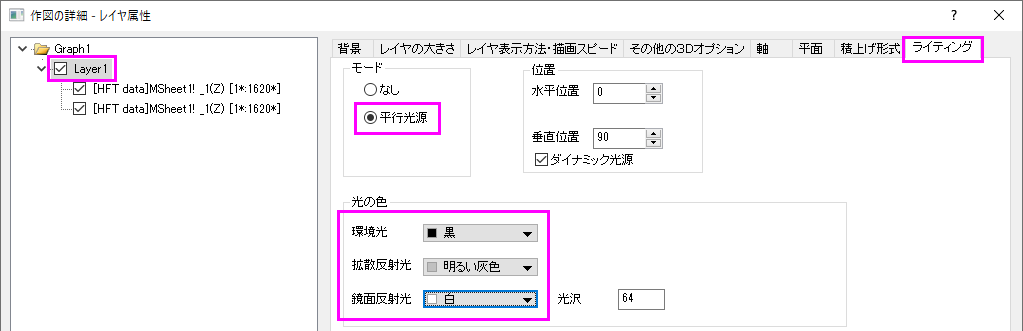 作図の詳細 - レイヤ属性
?
Graph1
Layer1
[HFT data]MSheet1! _1(Z) [1*:1620*]
[HFT data]MSheet1! _1(Z) [1*:1620*]
背景 レイヤの大きさ レイヤ表示方法・描画スピード その他の3Dオプション 軸 平面 積上げ形式 ライティング
モード
なし
平行光源
位置
水平位置 0
垂直位置 90
ダイナミック光源
光の色
環境光 黒
拡散反射光 明るい灰色
鏡面反射光 白 光沢 64